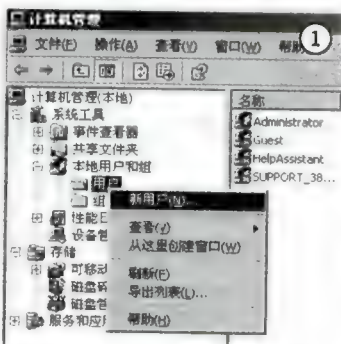 计算机管理
文件(F) 操作(A) 查看(V) 窗口(W) 帮助
1
计算机管理(本地)
系统工具
事件查看器
共享文件夹
本地用户和组
用户
组
性能日
设备管
存储
可移动
磁盘碎
磁盘管
服务和应用
名称
Administrator
Guest
HelpAssistant
SUPPORT_38...
新用户(N)...
查看(V)
从这里创建窗口(W)
刷新(F)
导出列表(L)...
帮助(H)